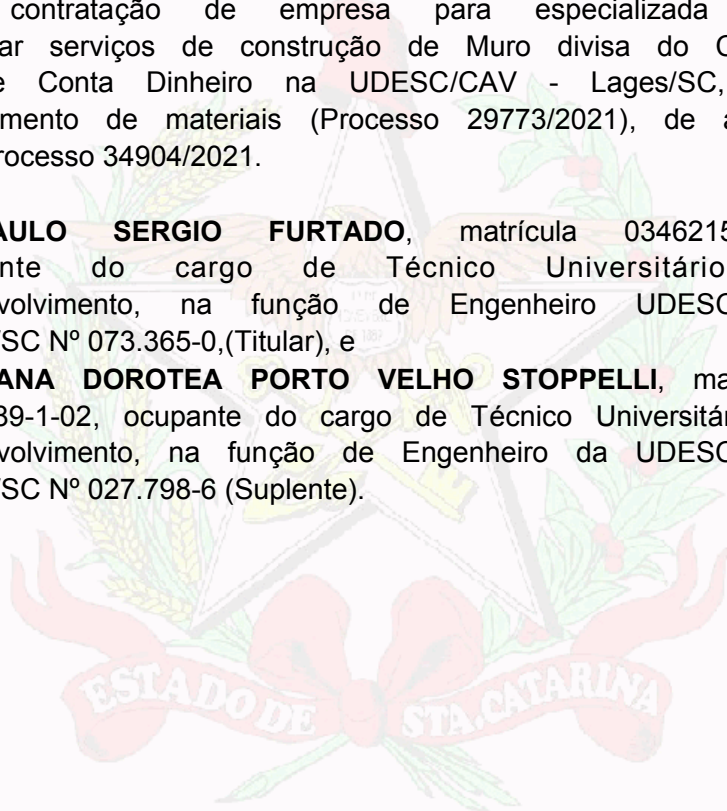 contratação de empresa para especializada
ar serviços de construção de Muro divisa do C
e Conta Dinheiro na UDESC/CAV - Lages/SC,
mento de materiais (Processo 29773/2021), de a
rocesso 34904/2021.
AULO SERGIO FURTADO, matrícula 0346215
nte do cargo de Técnico Universitário
volvimento, na função de Engenheiro UDESC
/SC Nº 073.365-0,(Titular), e
ANA DOROTEA PORTO VELHO STOPPELLI, ma
39-1-02, ocupante do cargo de Técnico Universitár
volvimento, na função de Engenheiro da UDESC
/SC Nº 027.798-6 (Suplente).
ESTADO DE STA. CATARINA